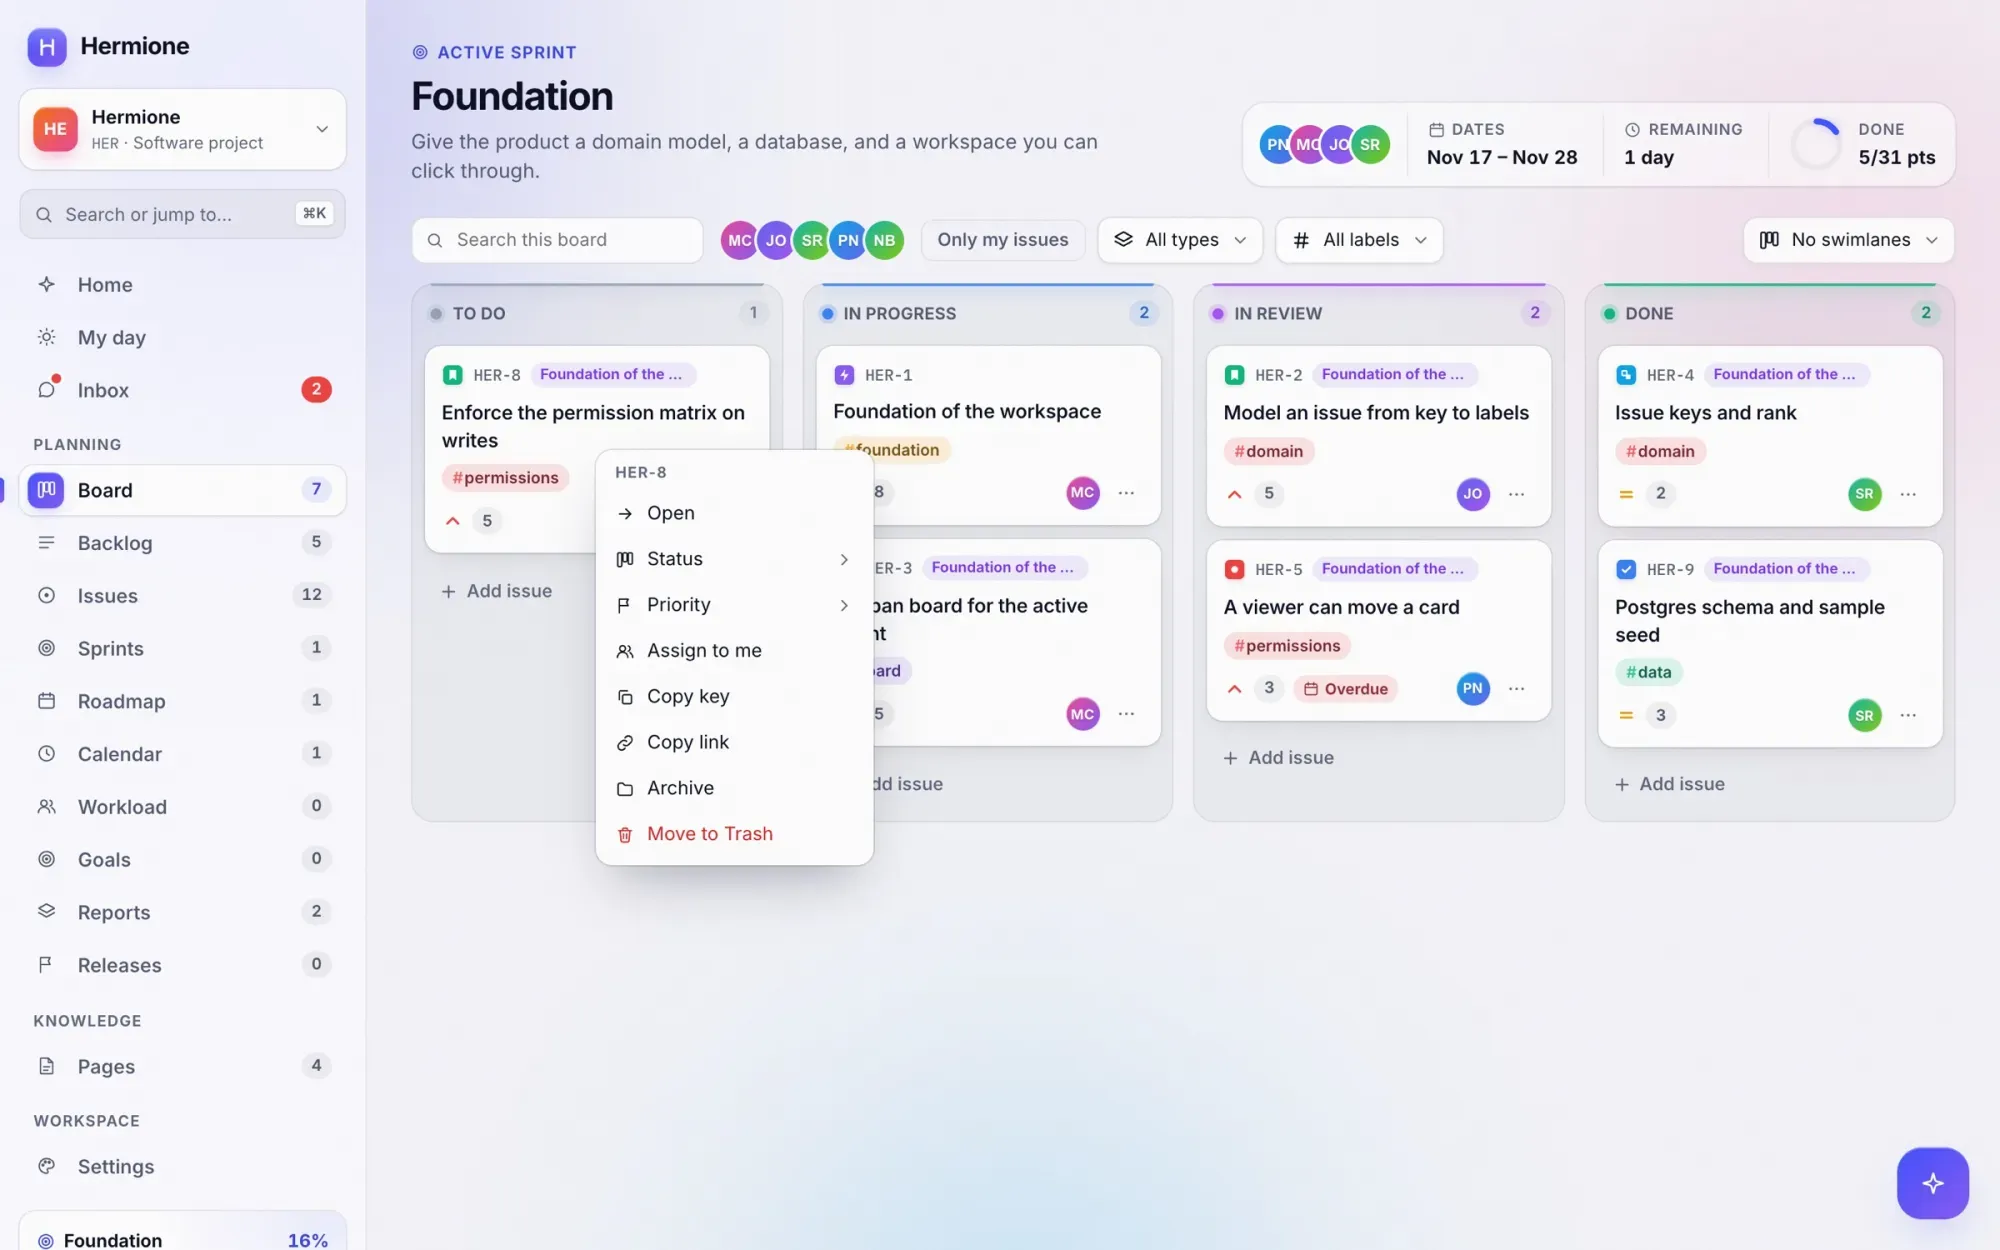 H Hermione
HE Hermione
HER · Software project
Search or jump to... ⌘K
Home
My day
Inbox 2
PLANNING
Board 7
Backlog 5
Issues 12
Sprints 1
Roadmap 1
Calendar 1
Workload 0
Goals 0
Reports 2
Releases 0
KNOWLEDGE
Pages 4
WORKSPACE
Settings
Foundation 16%
ACTIVE SPRINT
Foundation
Give the product a domain model, a database, and a workspace you can
click through.
PN MC JO SR
DATES
Nov 17 – Nov 28
REMAINING
1 day
DONE
5/31 pts
Search this board
MC JO SR PN NB
Only my issues
All types
All labels
No swimlanes
TO DO 1
HER-8 Foundation of the ...
Enforce the permission matrix on
writes
#permissions
5
Add issue
HER-8
Open
Status
Priority
Assign to me
Copy key
Copy link
Archive
Move to Trash
IN PROGRESS 2
HER-1
Foundation of the workspace
#foundation
8 MC
ER-3 Foundation of the ...
ban board for the active
nt
oard
5 MC
dd issue
IN REVIEW 2
HER-2 Foundation of the ...
Model an issue from key to labels
#domain
5 JO
HER-5 Foundation of the ...
A viewer can move a card
#permissions
3 Overdue PN
Add issue
DONE 2
HER-4 Foundation of the ...
Issue keys and rank
#domain
2 SR
HER-9 Foundation of the ...
Postgres schema and sample
seed
#data
3 SR
Add issue